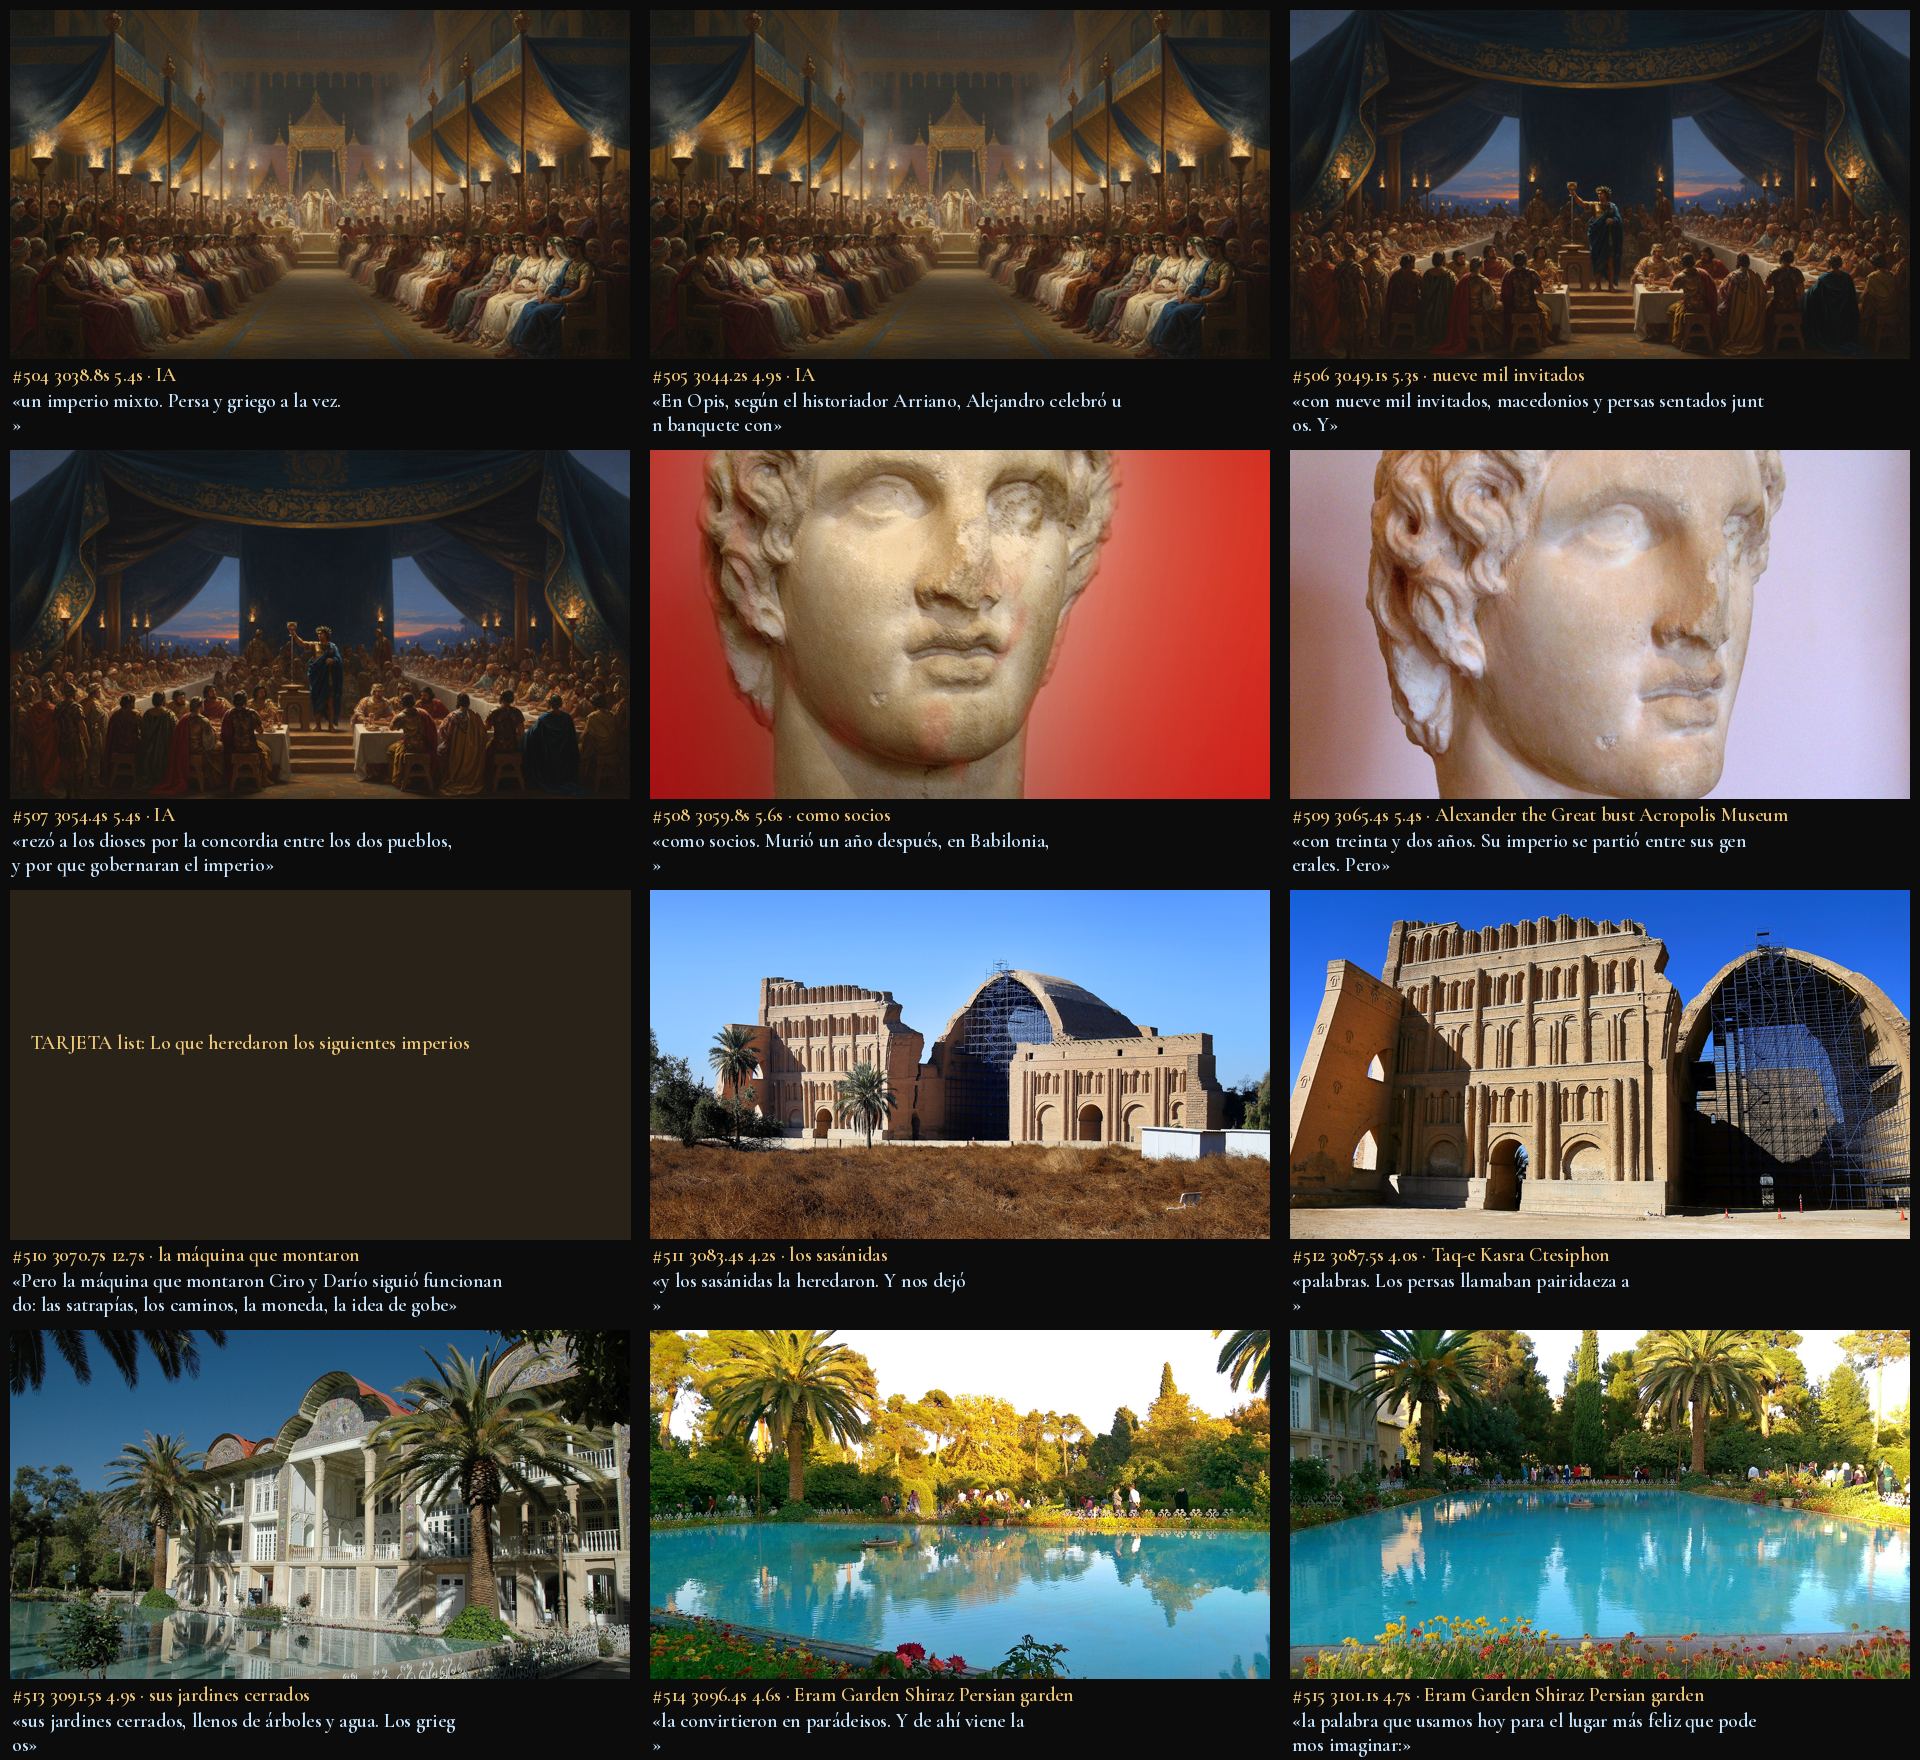 #504 3038.8s 5.4s · IA
«un imperio mixto. Persa y griego a la vez.
»
#505 3044.2s 4.9s · IA
«En Opis, según el historiador Arriano, Alejandro celebró u
n banquete con»
#506 3049.1s 5.3s · nueve mil invitados
«con nueve mil invitados, macedonios y persas sentados junt
os. Y»
#507 3054.4s 5.4s · IA
«rezó a los dioses por la concordia entre los dos pueblos,
y por que gobernaran el imperio»
#508 3059.8s 5.6s · como socios
«como socios. Murió un año después, en Babilonia,
»
#509 3065.4s 5.4s · Alexander the Great bust Acropolis Museum
«con treinta y dos años. Su imperio se partió entre sus gen
erales. Pero»
TARJETA list: Lo que heredaron los siguientes imperios
#510 3070.7s 12.7s · la máquina que montaron
«Pero la máquina que montaron Ciro y Darío siguió funcionan
do: las satrapías, los caminos, la moneda, la idea de gobe»
#511 3083.4s 4.2s · los sasánidas
«y los sasánidas la heredaron. Y nos dejó
»
#512 3087.5s 4.0s · Taq-e Kasra Ctesiphon
«palabras. Los persas llamaban pairidaeza a
»
#513 3091.5s 4.9s · sus jardines cerrados
«sus jardines cerrados, llenos de árboles y agua. Los grieg
os»
#514 3096.4s 4.6s · Eram Garden Shiraz Persian garden
«la convirtieron en parádeisos. Y de ahí viene la
»
#515 3101.1s 4.7s · Eram Garden Shiraz Persian garden
«la palabra que usamos hoy para el lugar más feliz que pode
mos imaginar:»